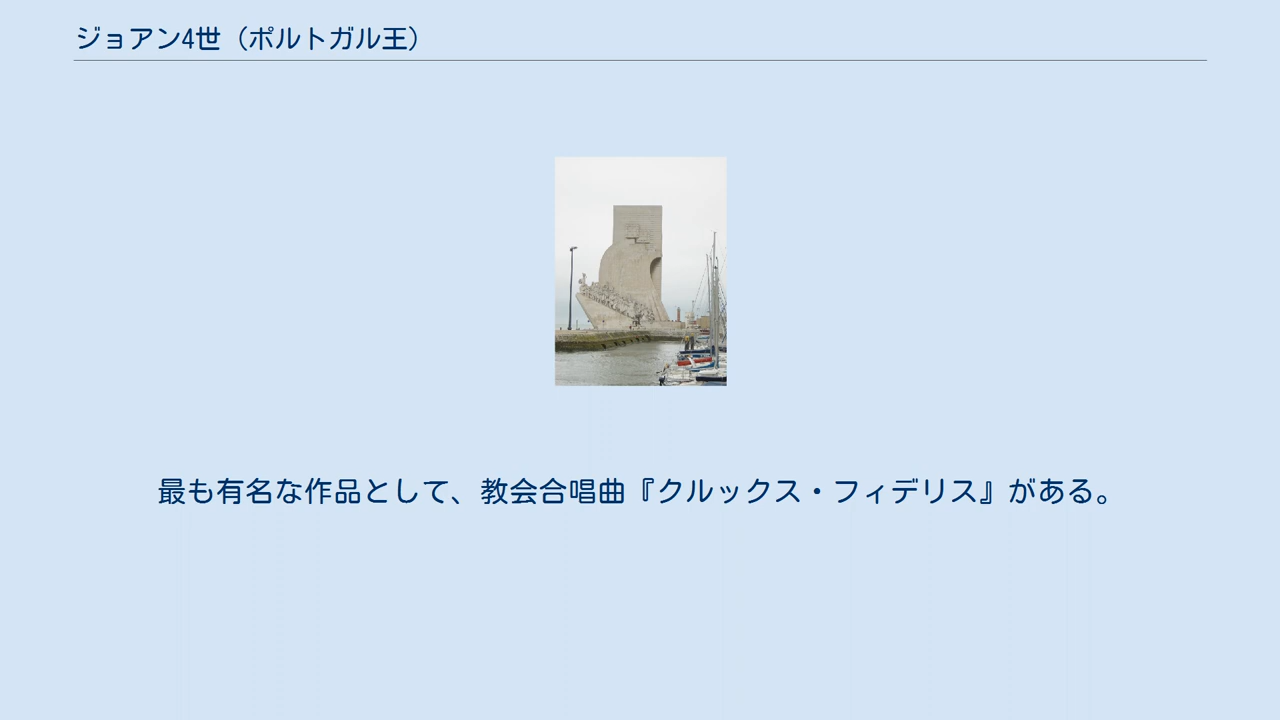 ジョアン4世（ポルトガル王）
最も有名な作品として、教会合唱曲『クルックス・フィデリス』がある。